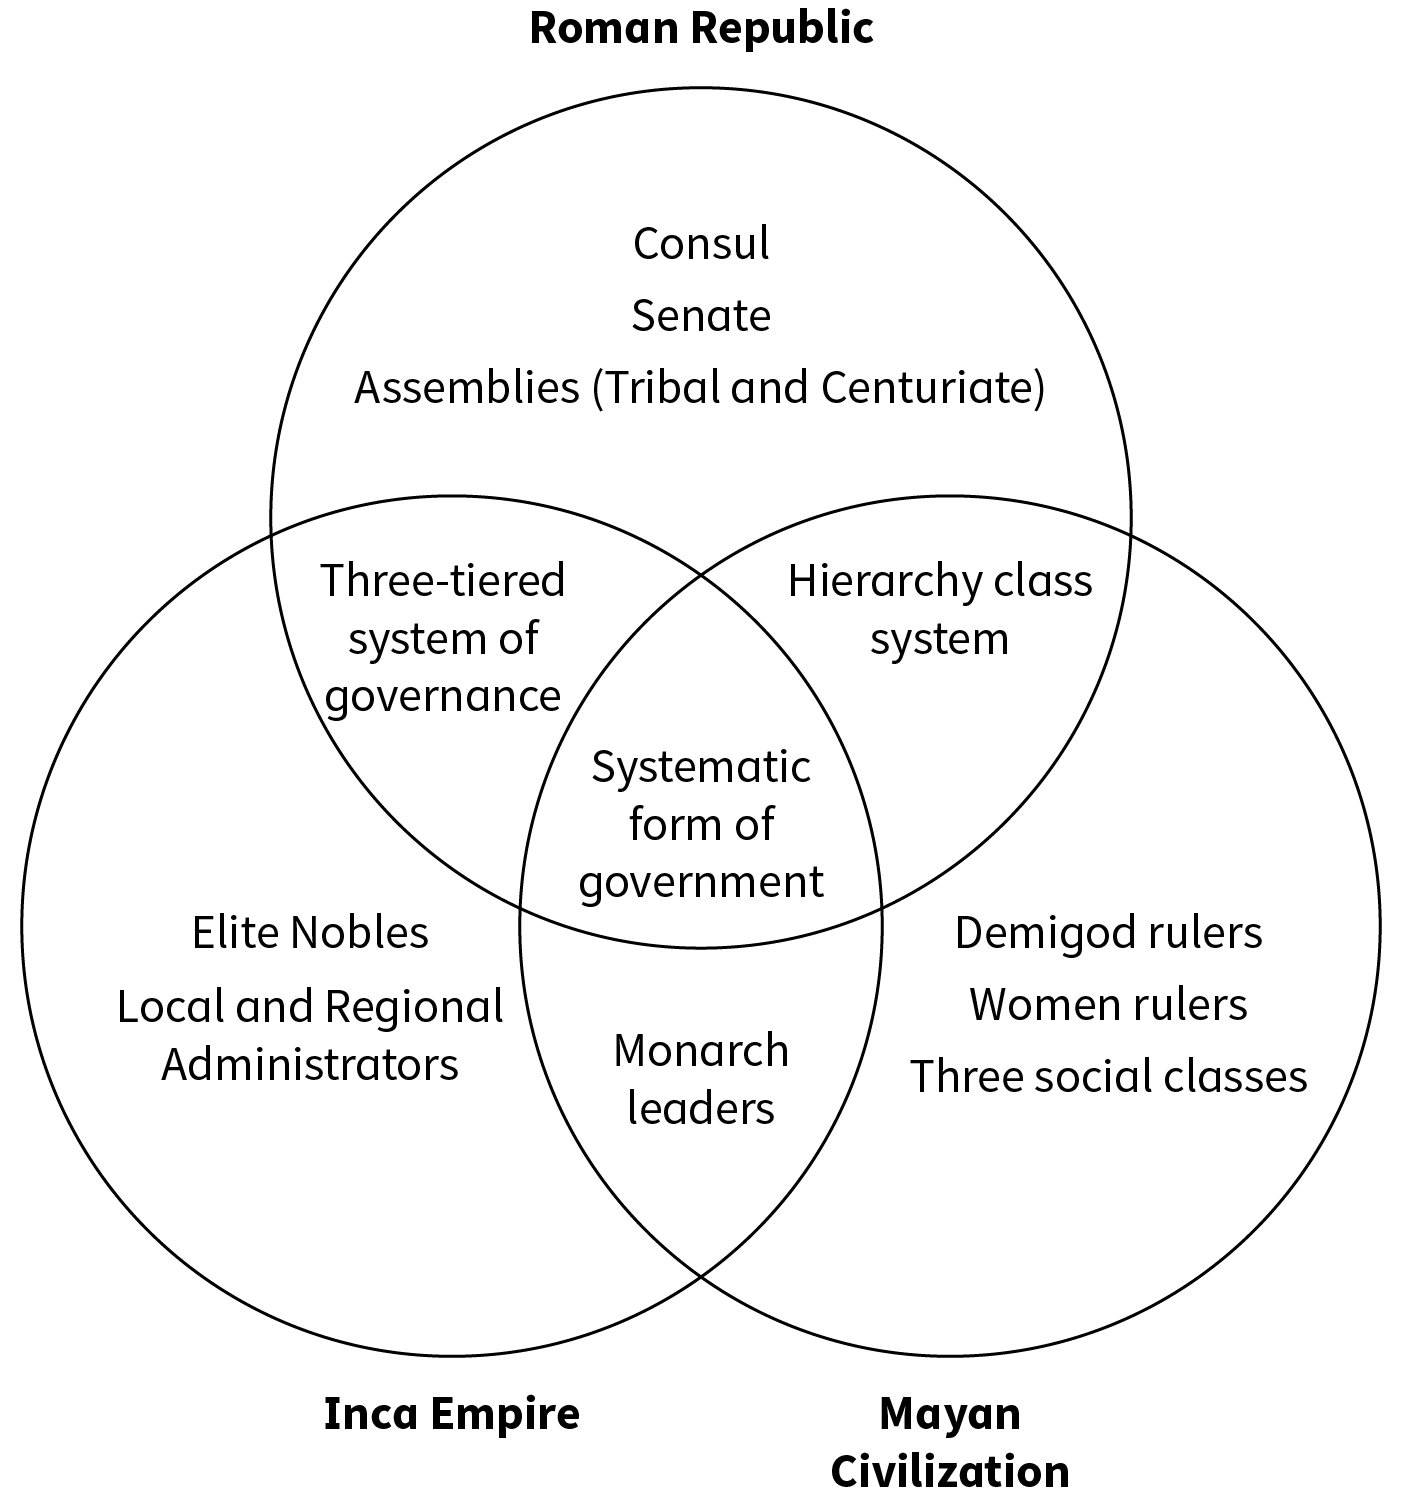 Roman Republic
Consul
Senate
Assemblies (Tribal and Centuriate)
Three-tiered
system of
governance
Hierarchy class
system
Systematic
form of
government
Elite Nobles
Local and Regional
Administrators
Monarch
leaders
Demigod rulers
Women rulers
Three social classes
Inca Empire
Mayan
Civilization